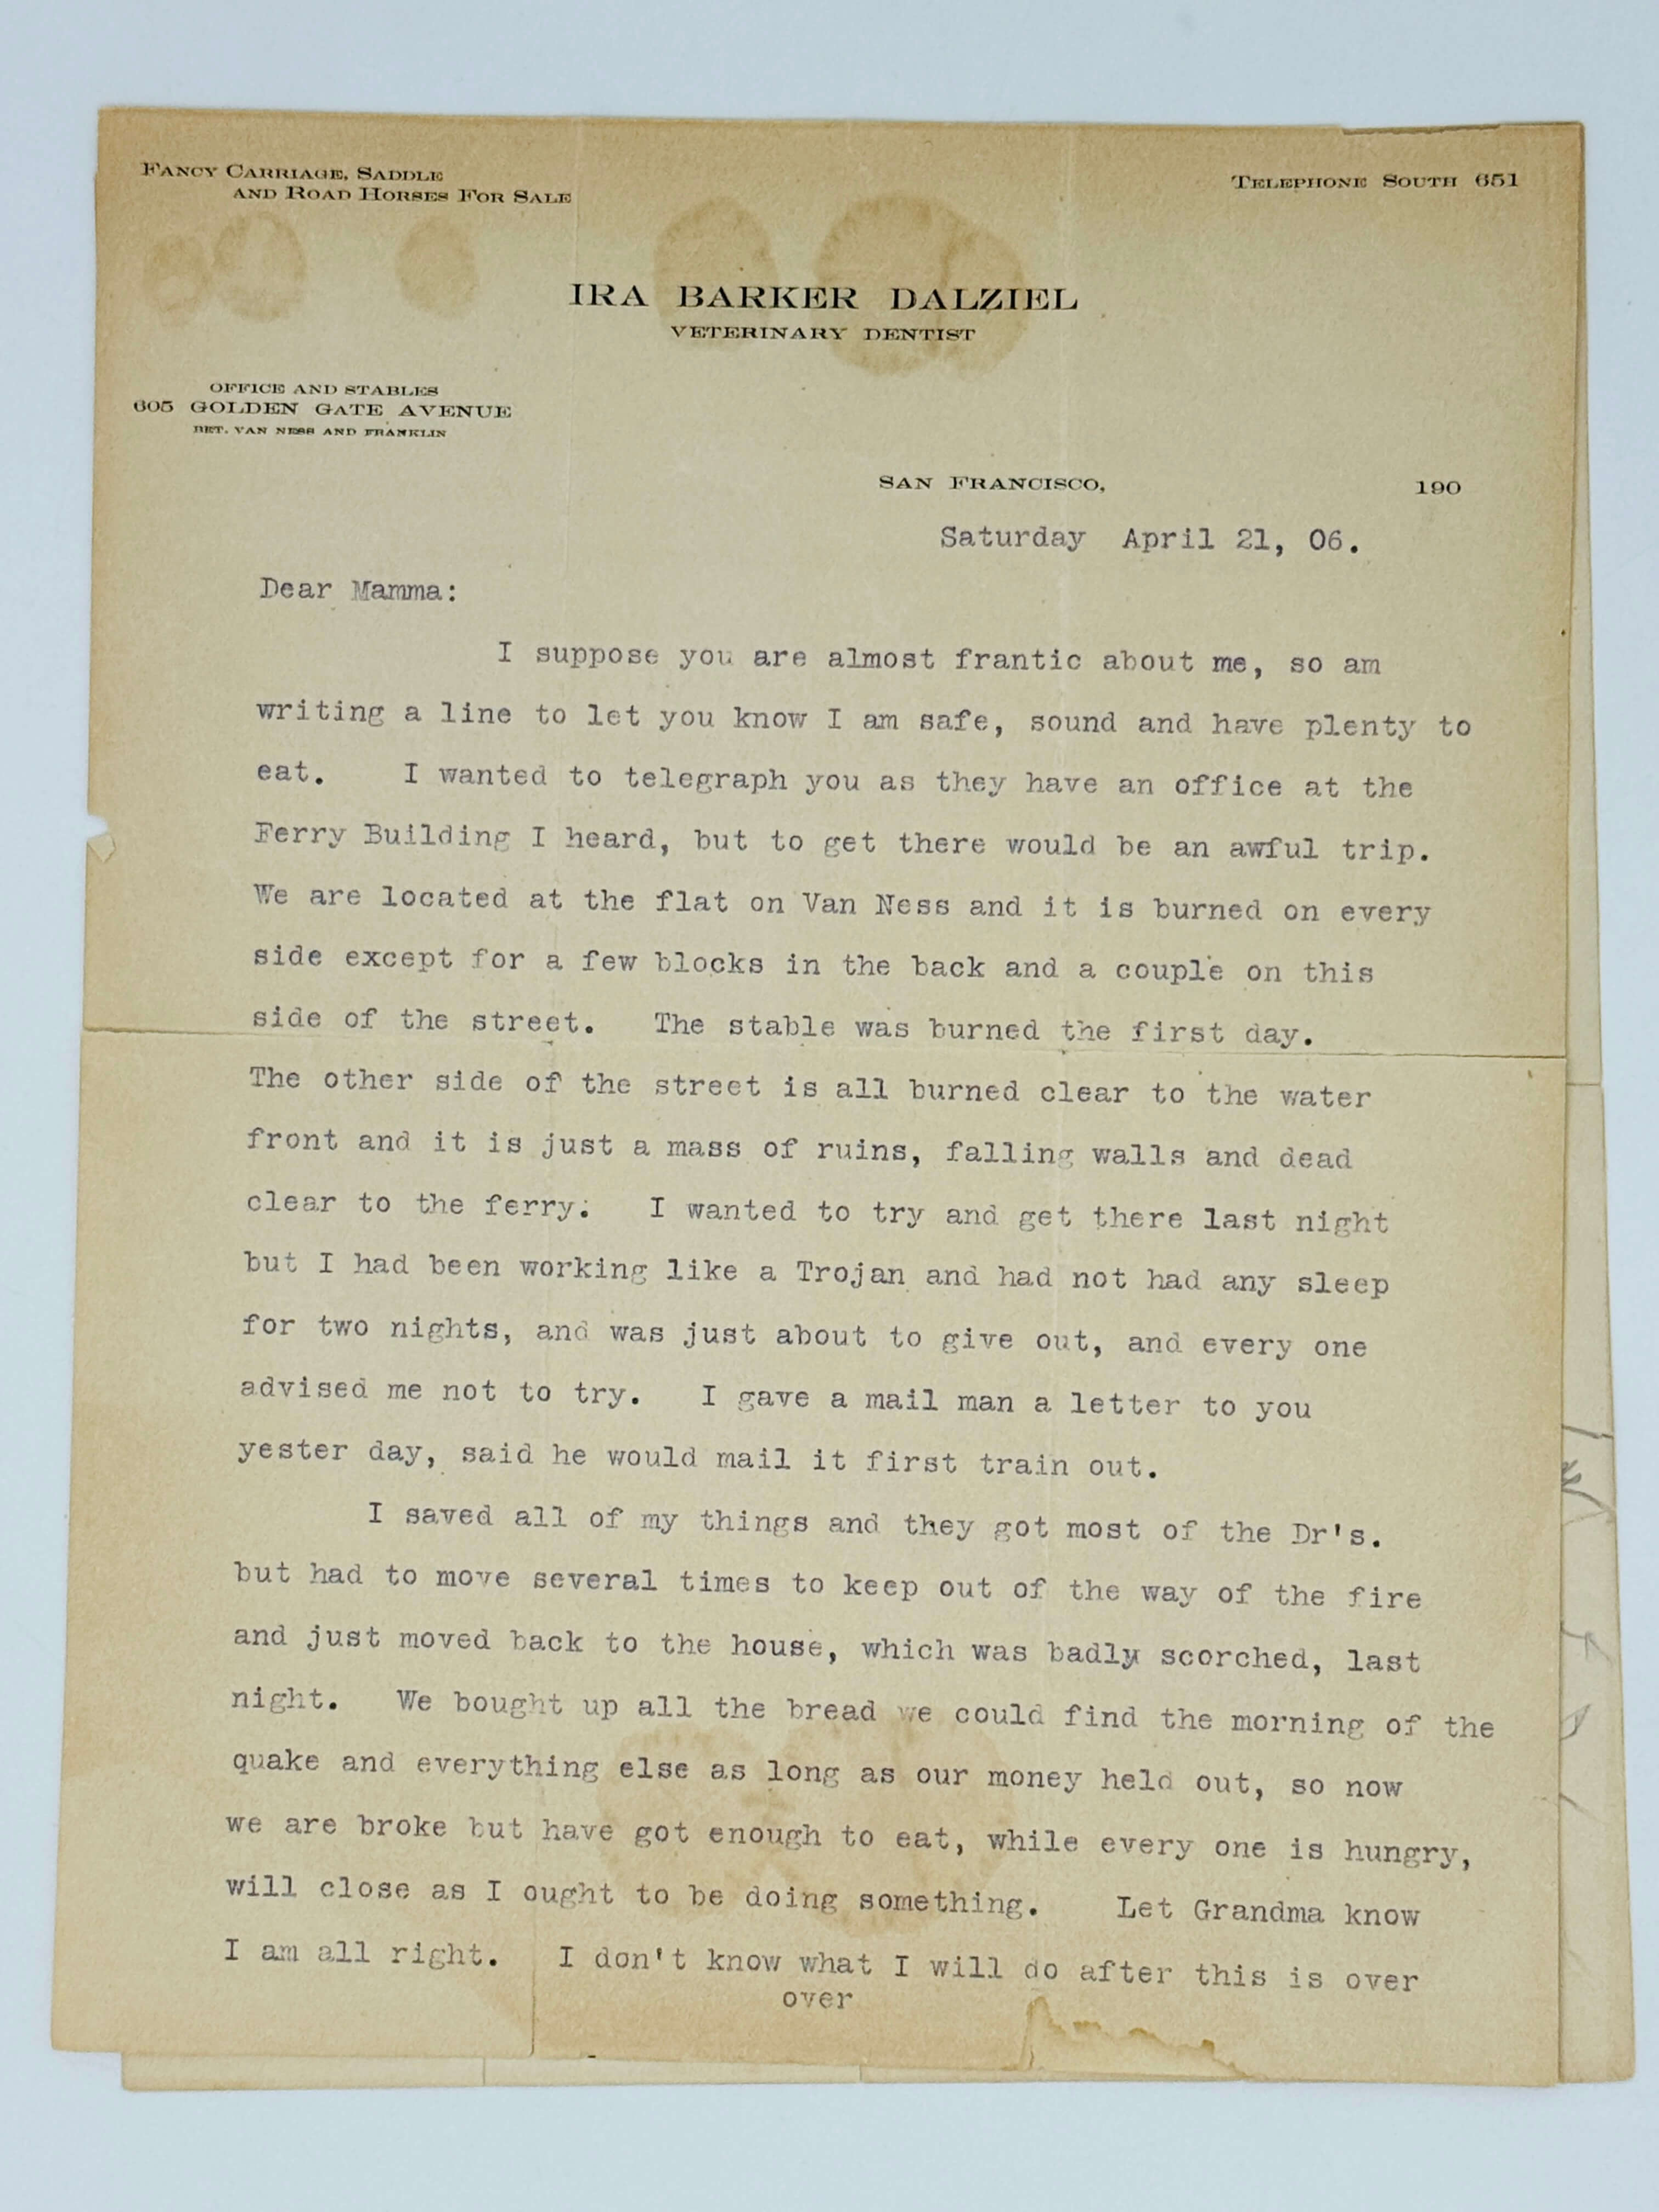 FANCY CARRIAGE, SADDLE
AND ROAD HORSES FOR SALE
TELEPHONE SOUTH 651
IRA BARKER DALZIEL
VETERINARY DENTIST
OFFICE AND STABLES
605 GOLDEN GATE AVENUE
BET. VAN NESS AND FRANKLIN
SAN FRANCISCO, 190
Saturday April 21, 06.
Dear Mamma:
I suppose you are almost frantic about me, so am
writing a line to let you know I am safe, sound and have plenty to
eat. I wanted to telegraph you as they have an office at the
Ferry Building I heard, but to get there would be an awful trip.
We are located at the flat on Van Ness and it is burned on every
side except for a few blocks in the back and a couple on this
side of the street. The stable was burned the first day.
The other side of the street is all burned clear to the water
front and it is just a mass of ruins, falling walls and dead
clear to the ferry. I wanted to try and get there last night
but I had been working like a Trojan and had not had any sleep
for two nights, and was just about to give out, and every one
advised me not to try. I gave a mail man a letter to you
yester day, said he would mail it first train out.
I saved all of my things and they got most of the Dr's.
but had to move several times to keep out of the way of the fire
and just moved back to the house, which was badly scorched, last
night. We bought up all the bread we could find the morning of the
quake and everything else as long as our money held out, so now
we are broke but have got enough to eat, while every one is hungry,
will close as I ought to be doing something. Let Grandma know
I am all right. I don't know what I will do after this is over
over